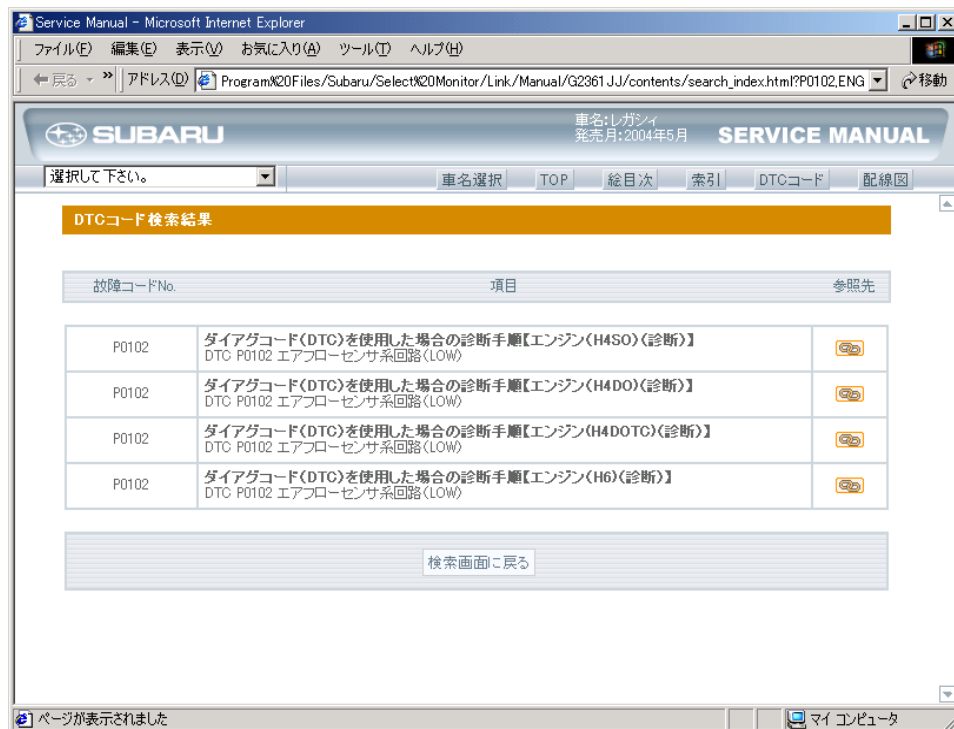 Service Manual - Microsoft Internet Explorer
ファイル(F) 編集(E) 表示(V) お気に入り(A) ツール(T) ヘルプ(H)
戻る アドレス(D) Program%20Files/Subaru/Select%20Monitor/Link/Manual/G2361JJ/contents/search_index.html?P0102,ENG 移動
SUBARU
車名:レガシィ
発売月:2004年5月
SERVICE MANUAL
選択して下さい。 車名選択 TOP 絵目次 索引 DTCコード 配線図
DTCコード検索結果
故障コードNo. 項目 参照先
P0102 ダイアグコード(DTC)を使用した場合の診断手順【エンジン(H4SO)(診断)】
DTC P0102 エアフローセンサ系回路(LOW)
P0102 ダイアグコード(DTC)を使用した場合の診断手順【エンジン(H4DO)(診断)】
DTC P0102 エアフローセンサ系回路(LOW)
P0102 ダイアグコード(DTC)を使用した場合の診断手順【エンジン(H4DOTC)(診断)】
DTC P0102 エアフローセンサ系回路(LOW)
P0102 ダイアグコード(DTC)を使用した場合の診断手順【エンジン(H6)(診断)】
DTC P0102 エアフローセンサ系回路(LOW)
検索画面に戻る
ページが表示されました マイ コンピュータ